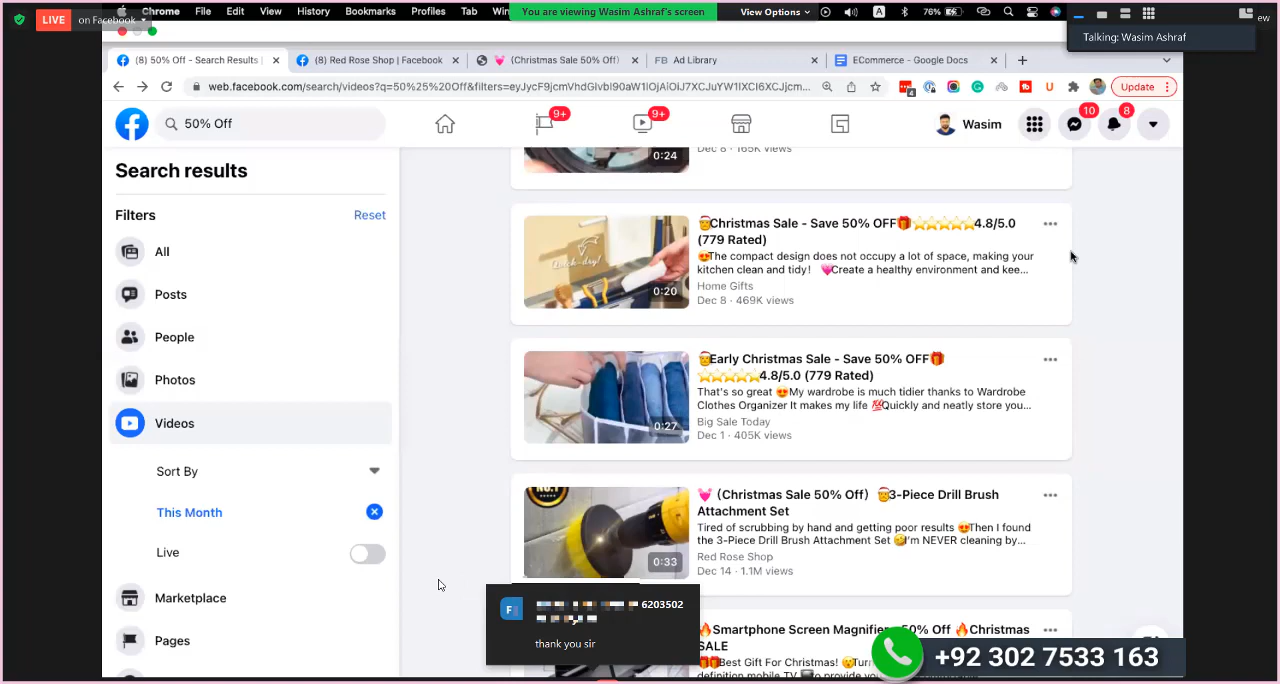 LIVE on Facebook
Chrome File Edit View History Bookmarks Profiles Tab
You are viewing Wasim Ashraf's screen
View Options
76%
Talking: Wasim Ashraf
(8) 50% Off - Search Results |
(8) Red Rose Shop | Facebook
(Christmas Sale 50% Off)
FB Ad Library
ECommerce - Google Docs
Update
50% Off
9+
9+
Wasim
10
8
Search results
Filters
Reset
All
Posts
People
Photos
Videos
Sort By
This Month
Live
Marketplace
Pages
0:24
Dec 8 · 165K views
🎅Christmas Sale - Save 50% OFF🎁⭐⭐⭐⭐⭐4.8/5.0
(779 Rated)
😍The compact design does not occupy a lot of space, making your
kitchen clean and tidy! 💗Create a healthy environment and kee...
Home Gifts
Dec 8 · 469K views
Quick-dry!
0:20
🎅Early Christmas Sale - Save 50% OFF🎁
⭐⭐⭐⭐⭐4.8/5.0 (779 Rated)
That's so great 😍My wardrobe is much tidier thanks to Wardrobe
Clothes Organizer It makes my life 💯Quickly and neatly store you...
Big Sale Today
Dec 1 · 405K views
0:27
💓 (Christmas Sale 50% Off) 🎅3-Piece Drill Brush
Attachment Set
Tired of scrubbing by hand and getting poor results 😍Then I found
the 3-Piece Drill Brush Attachment Set 🤣I'm NEVER cleaning by...
Red Rose Shop
Dec 14 · 1.1M views
0:33
🔥Smartphone Screen Magnifier - 50% Off 🔥Christmas
SALE
🎁Best Gift For Christmas!
6203502
thank you sir
+92 302 7533 163